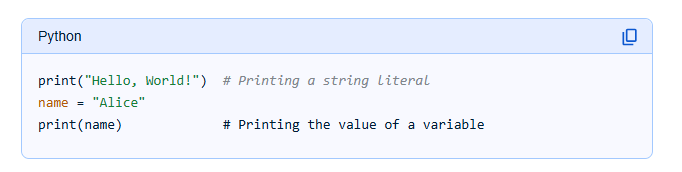 Python
print("Hello, World!")  # Printing a string literal
name = "Alice"
print(name)             # Printing the value of a variable